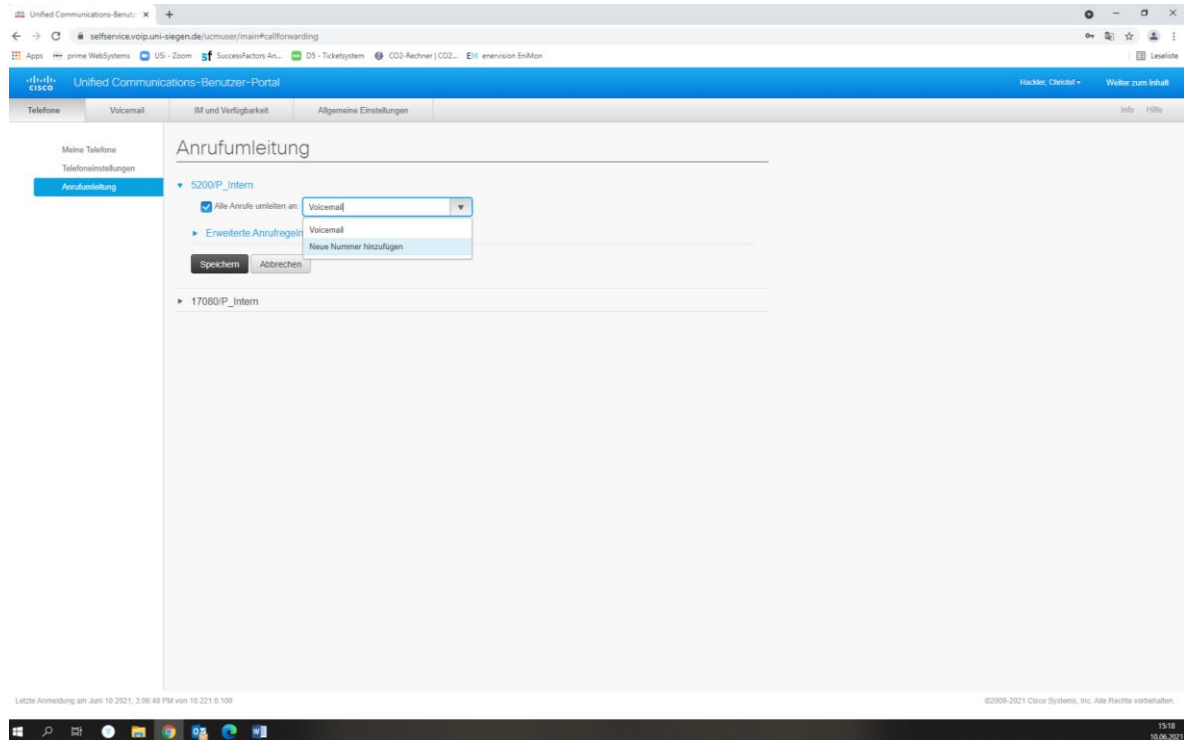 Unified Communications-Benutz
selfservice.voip.uni-siegen.de/ucmuser/main#callforwarding
Apps prime WebSystems USi - Zoom SuccessFactors An... D5 - Ticketsystem CO2-Rechner | CO2... enervision EniMon Leseliste
CISCO Unified Communications-Benutzer-Portal Hackler, Christof Weiter zum Inhalt
Telefone Voicemail IM und Verfügbarkeit Allgemeine Einstellungen Info Hilfe
Meine Telefone
Telefoneinstellungen
Anrufumleitung
Anrufumleitung
5200/P_Intern
Alle Anrufe umleiten an: Voicemail
Voicemail
Neue Nummer hinzufügen
Erweiterte Anrufregeln
Speichern Abbrechen
17080/P_Intern
Letzte Anmeldung am Juni 10 2021, 3:06:48 PM von 10.221.0.100
©2009-2021 Cisco Systems, Inc. Alle Rechte vorbehalten.
15:18
10.06.2021